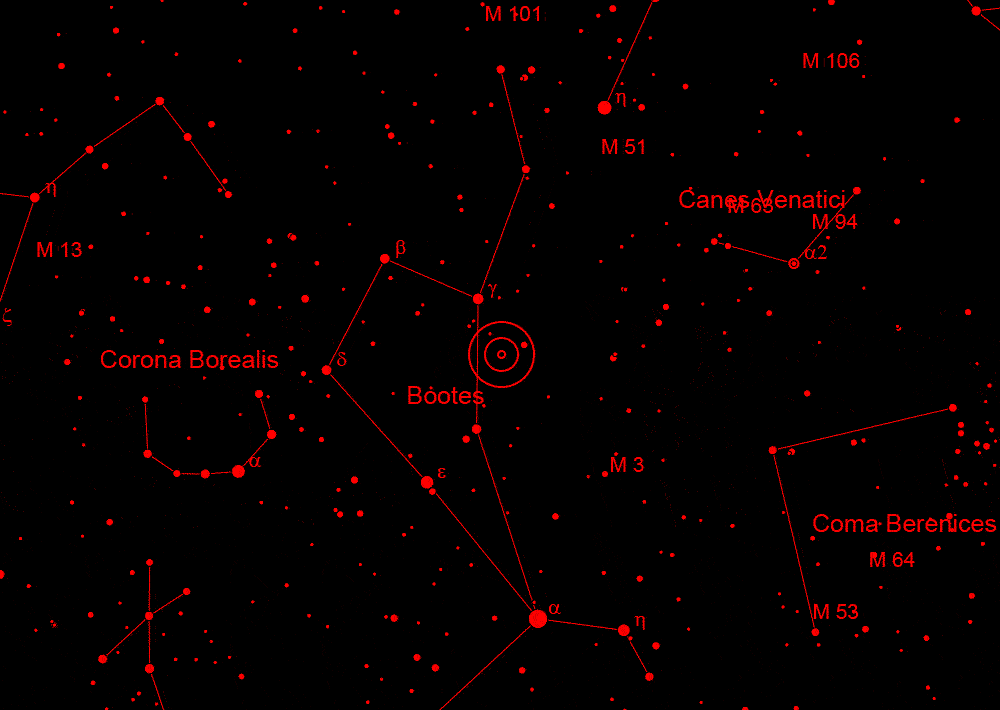 M 101
M 106
η
M 51
η
Canes Venatici
M 63
M 94
α2
M 13
β
γ
ζ
Corona Borealis
δ
Bootes
α
ε
M 3
Coma Berenices
M 64
α
η
M 53